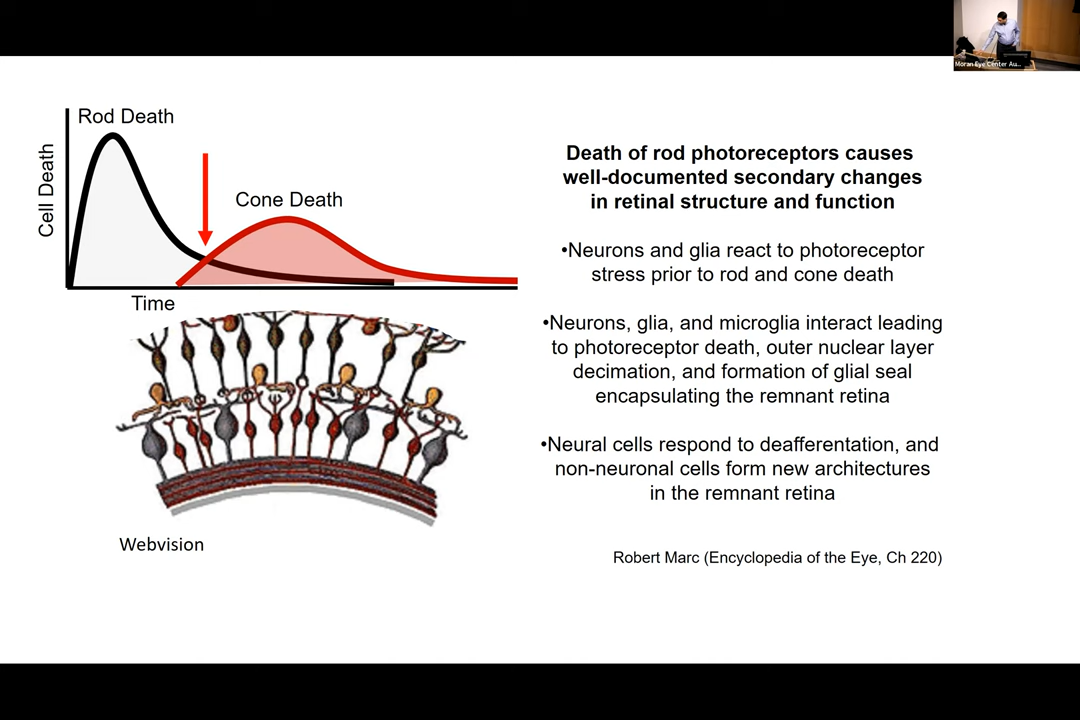 Moran Eye Center Au...
Rod Death
Cell Death
Cone Death
Time
Webvision
Death of rod photoreceptors causes
well-documented secondary changes
in retinal structure and function
•Neurons and glia react to photoreceptor
stress prior to rod and cone death
•Neurons, glia, and microglia interact leading
to photoreceptor death, outer nuclear layer
decimation, and formation of glial seal
encapsulating the remnant retina
•Neural cells respond to deafferentation, and
non-neuronal cells form new architectures
in the remnant retina
Robert Marc (Encyclopedia of the Eye, Ch 220)